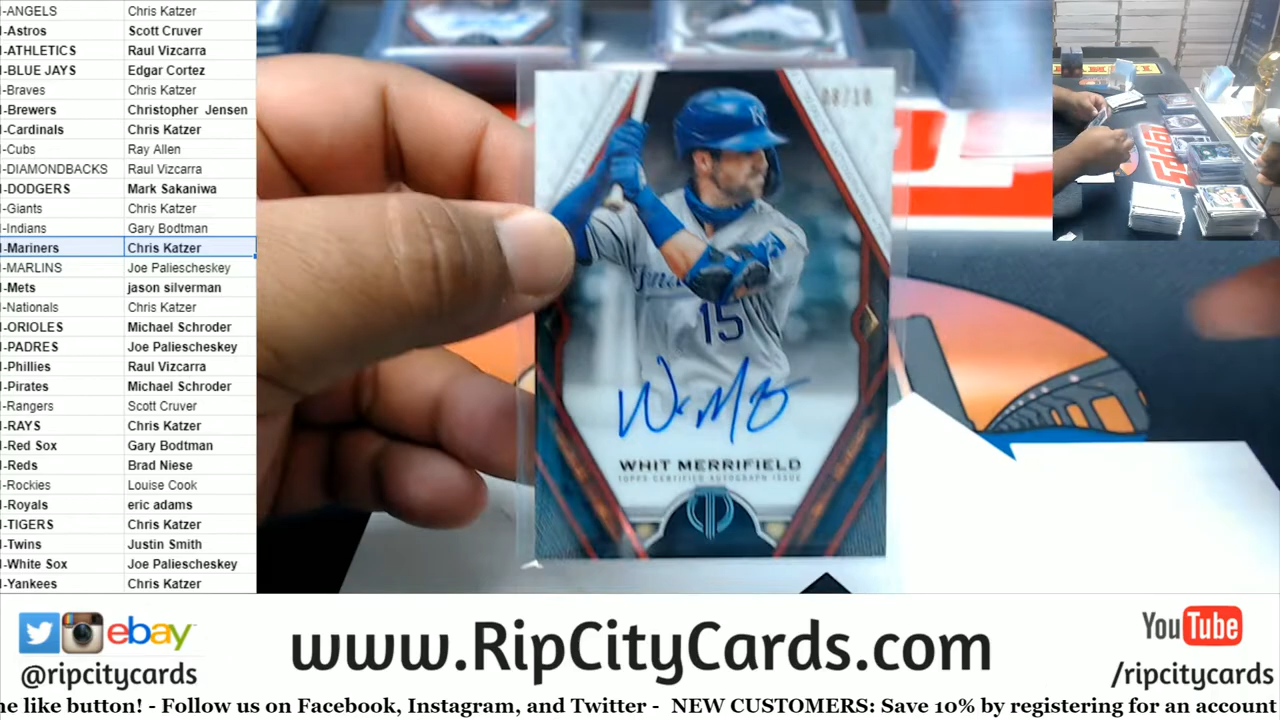 I-ANGELS Chris Katzer
I-Astros Scott Cruver
I-ATHLETICS Raul Vizcarra
I-BLUE JAYS Edgar Cortez
I-Braves Chris Katzer
I-Brewers Christopher Jensen
I-Cardinals Chris Katzer
I-Cubs Ray Allen
I-DIAMONDBACKS Raul Vizcarra
I-DODGERS Mark Sakaniwa
I-Giants Chris Katzer
I-Indians Gary Bodtman
I-Mariners Chris Katzer
I-MARLINS Joe Paliescheskey
I-Mets jason silverman
I-Nationals Chris Katzer
I-ORIOLES Michael Schroder
I-PADRES Joe Paliescheskey
I-Phillies Raul Vizcarra
I-Pirates Michael Schroder
I-Rangers Scott Cruver
I-RAYS Chris Katzer
I-Red Sox Gary Bodtman
I-Reds Brad Niese
I-Rockies Louise Cook
I-Royals eric adams
I-TIGERS Chris Katzer
I-Twins Justin Smith
I-White Sox Joe Paliescheskey
I-Yankees Chris Katzer
15
WHIT MERRIFIELD
TOPPS CERTIFIED AUTOGRAPH ISSUE
TOPPS
ebay
@ripcitycards
www.RipCityCards.com
YouTube
/ripcitycards
ne like button! - Follow us on Facebook, Instagram, and Twitter - NEW CUSTOMERS: Save 10% by registering for an account